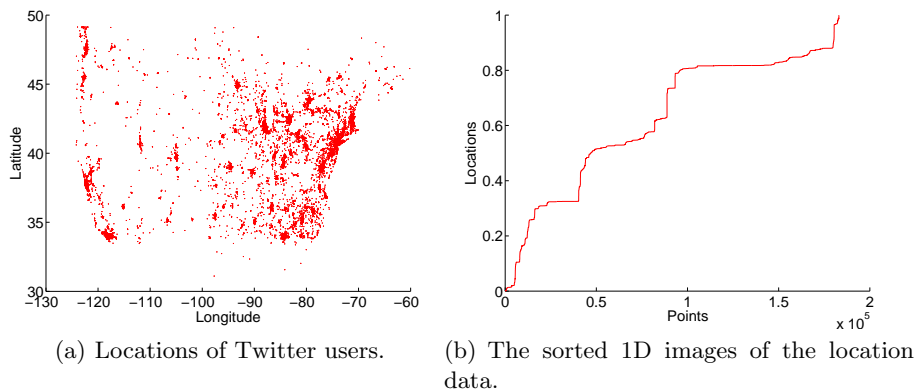 50
45
40
35
30
Latitude
−130 −120 −110 −100 −90 −80 −70 −60
Longitude
(a) Locations of Twitter users.
1
0.8
0.6
0.4
0.2
0
Locations
0 0.5 1 1.5 2
x 10^5
Points
(b) The sorted 1D images of the location
data.